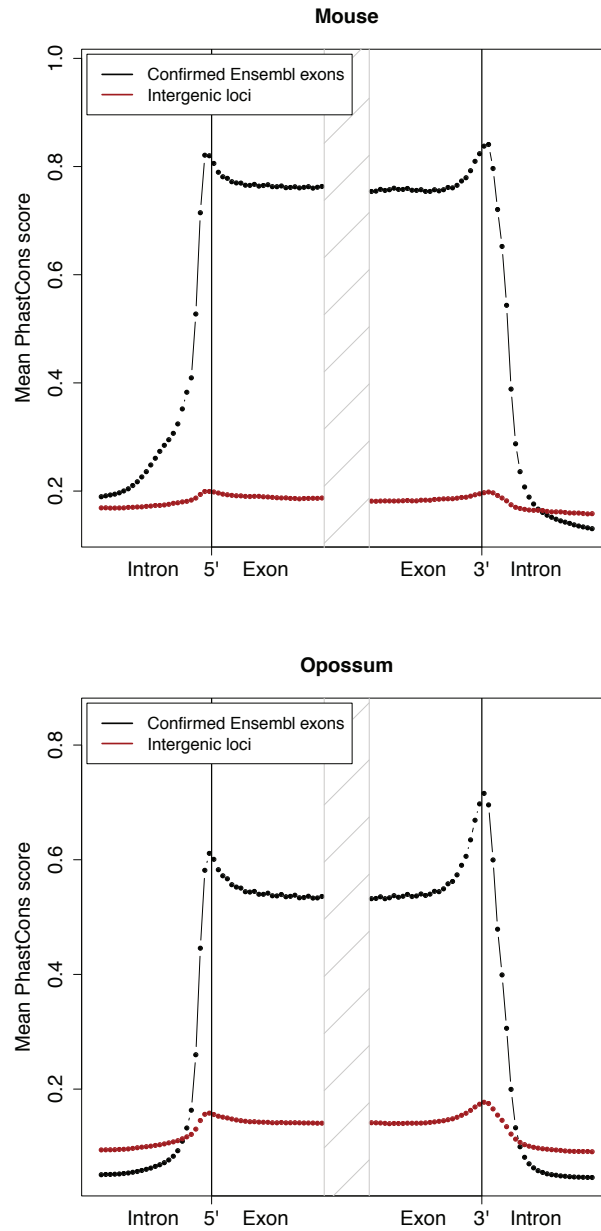 Mouse
Mean PhastCons score
1.0
0.8
0.6
0.4
0.2
Confirmed Ensembl exons
Intergenic loci
Intron 5' Exon Exon 3' Intron
Opossum
Mean PhastCons score
0.8
0.6
0.4
0.2
Confirmed Ensembl exons
Intergenic loci
Intron 5' Exon Exon 3' Intron